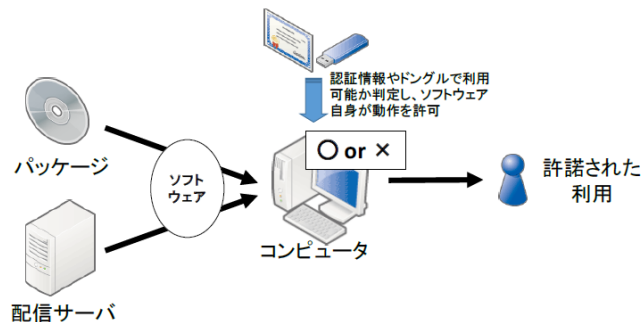 認証情報やドングルで利用
可能か判定し、ソフトウェア
自身が動作を許可
○ or ×
パッケージ
ソフト
ウェア
コンピュータ
許諾された
利用
配信サーバ